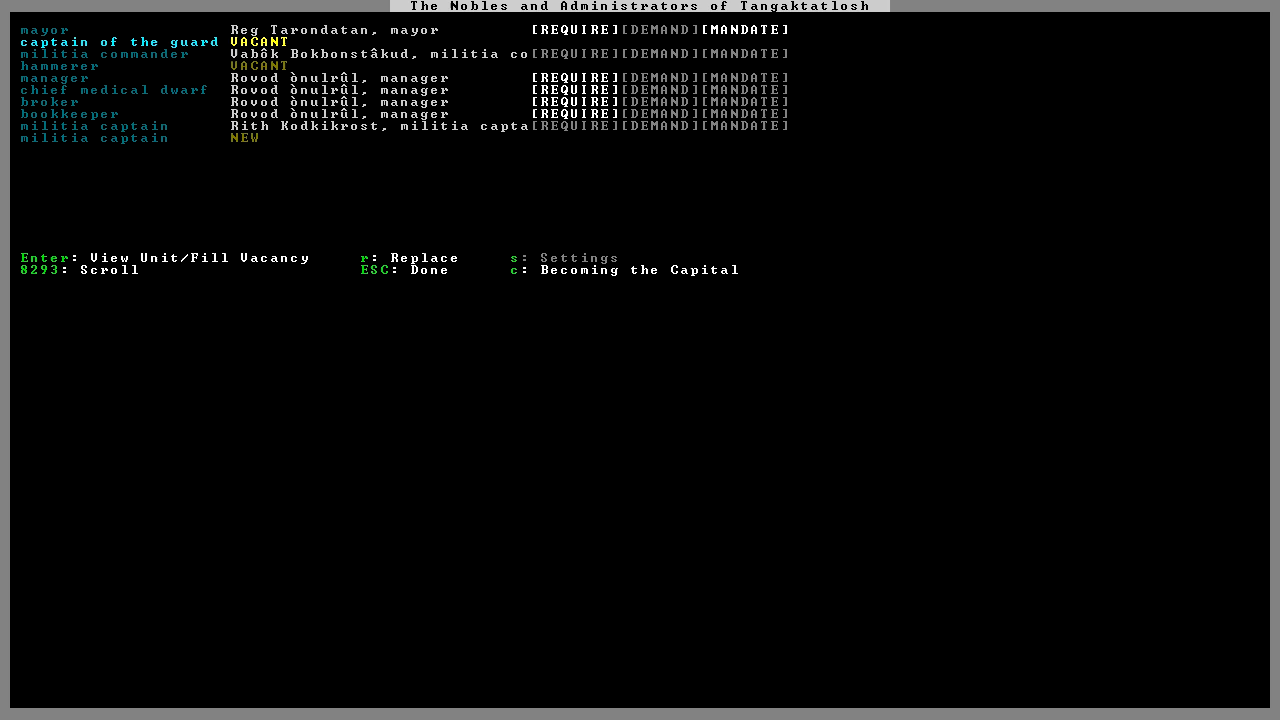 The Nobles and Administrators of Tangaktatlosh
mayor Reg Tarondatan, mayor [REQUIRE][DEMAND][MANDATE]
captain of the guard VACANT
militia commander Vabôk Bokbonstâkud, militia co[REQUIRE][DEMAND][MANDATE]
hammerer VACANT
manager Rovod ònulrûl, manager [REQUIRE][DEMAND][MANDATE]
chief medical dwarf Rovod ònulrûl, manager [REQUIRE][DEMAND][MANDATE]
broker Rovod ònulrûl, manager [REQUIRE][DEMAND][MANDATE]
bookkeeper Rovod ònulrûl, manager [REQUIRE][DEMAND][MANDATE]
militia captain Rith Kodkikrost, militia capta[REQUIRE][DEMAND][MANDATE]
militia captain NEW
Enter: View Unit/Fill Vacancy r: Replace s: Settings
8293: Scroll ESC: Done c: Becoming the Capital